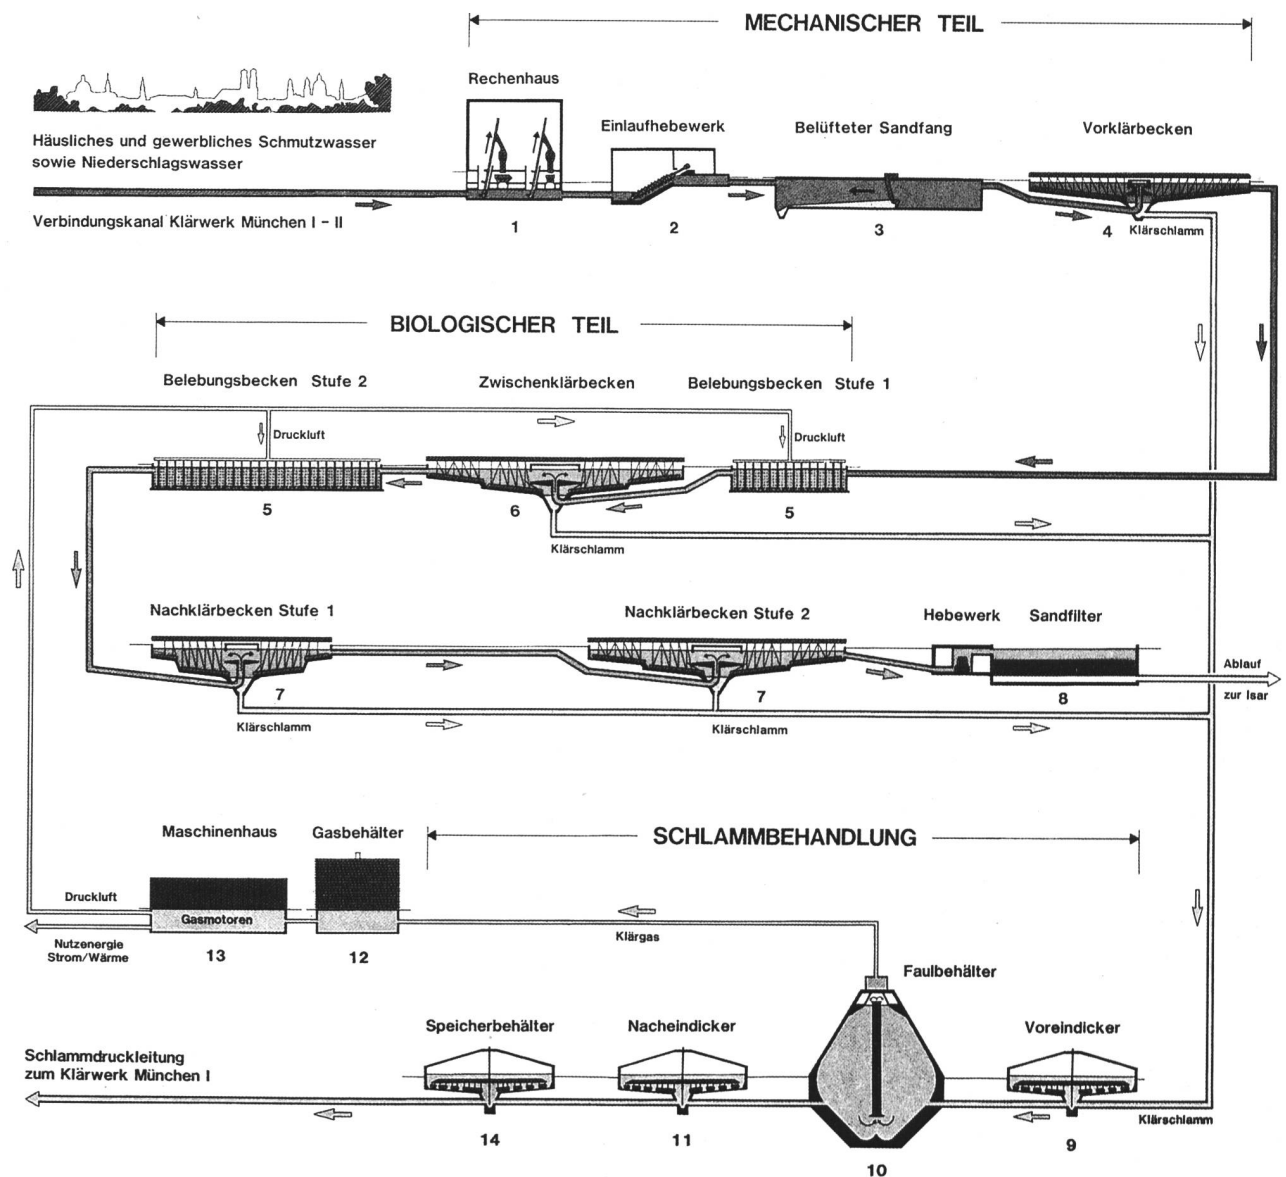 MECHANISCHER TEIL
Rechenhaus
Einlaufhebewerk
Belüfteter Sandfang
Vorklärbecken
Häusliches und gewerbliches Schmutzwasser
sowie Niederschlagswasser
Verbindungskanal Klärwerk München I – II
1
2
3
4
Klärschlamm
BIOLOGISCHER TEIL
Belebungsbecken Stufe 2
Zwischenklärbecken
Belebungsbecken Stufe 1
Druckluft
Druckluft
5
6
5
Klärschlamm
Nachklärbecken Stufe 1
Nachklärbecken Stufe 2
Hebewerk
Sandfilter
Ablauf
zur Isar
7
7
8
Klärschlamm
Klärschlamm
Maschinenhaus
Gasbehälter
SCHLAMMBEHANDLUNG
Druckluft
Gasmotoren
Nutzenergie
Strom/Wärme
13
12
Klärgas
Faulbehälter
Speicherbehälter
Nacheindicker
Voreindicker
Schlammdruckleitung
zum Klärwerk München I
Klärschlamm
14
11
10
9